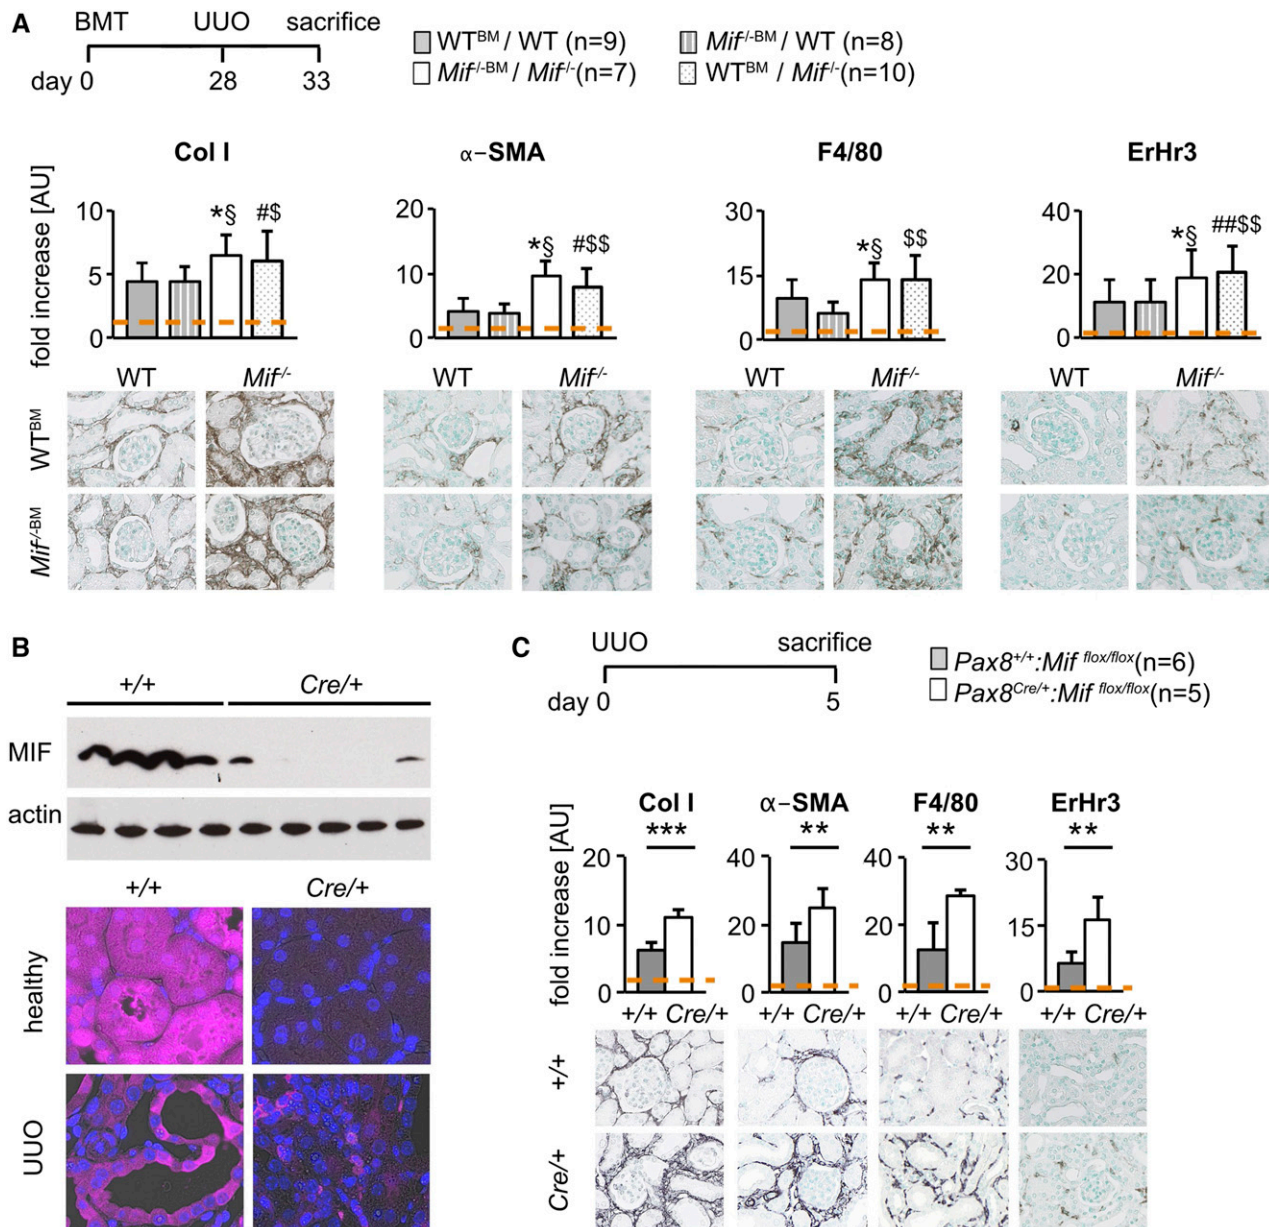 A
BMT UUO sacrifice
day 0 28 33
WT^BM / WT (n=9)
Mif^/-BM / WT (n=8)
Mif^/-BM / Mif^/- (n=7)
WT^BM / Mif^/- (n=10)
Col I
α-SMA
F4/80
ErHr3
fold increase [AU]
10
5
0
*§ #$
20
10
0
*§ #$$
30
15
0
*§ $$
40
20
0
*§ ##$$
WT Mif^/- WT Mif^/- WT Mif^/- WT Mif^/-
WT^BM
Mif^/-BM
B
+/+ Cre/+
MIF
actin
+/+ Cre/+
healthy
UUO
C
UUO sacrifice
day 0 5
Pax8^+/+:Mif^flox/flox (n=6)
Pax8^Cre/+:Mif^flox/flox (n=5)
Col I α-SMA F4/80 ErHr3
*** ** ** **
fold increase [AU]
20
10
0
40
20
0
40
20
0
30
15
0
+/+ Cre/+ +/+ Cre/+ +/+ Cre/+ +/+ Cre/+
+/+
Cre/+